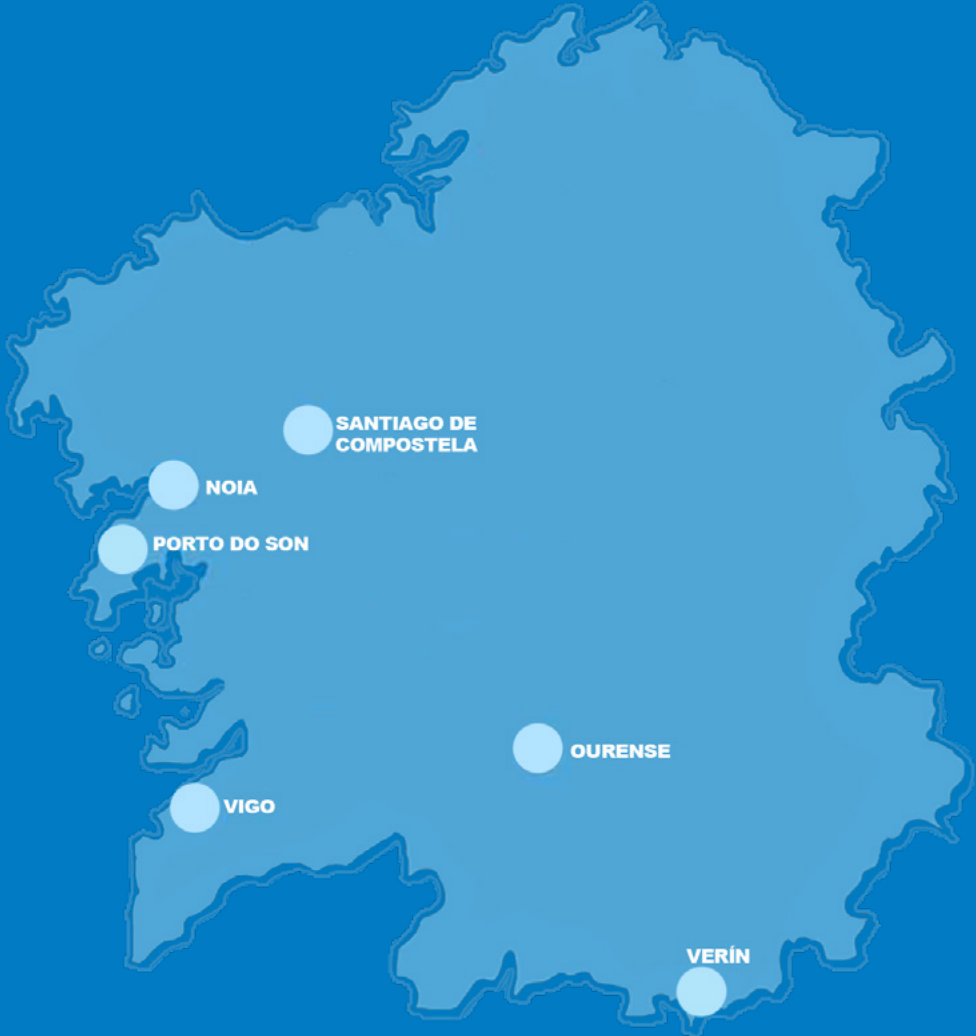 SANTIAGO DE
COMPOSTELA
NOIA
PORTO DO SON
OURENSE
VIGO
VERÍN